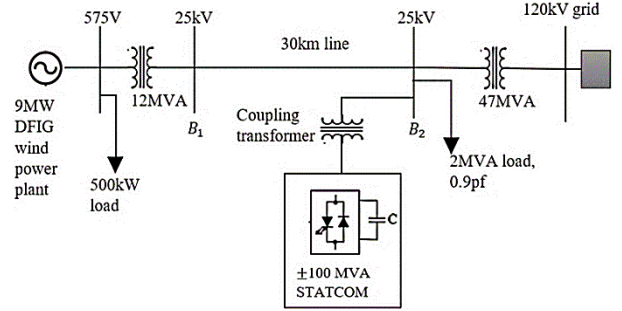 575V
25kV
25kV
120kV grid
30km line
9MW
DFIG
wind
power
plant
12MVA
B₁
500kW
load
Coupling
transformer
B₂
47MVA
2MVA load,
0.9pf
C
±100 MVA
STATCOM